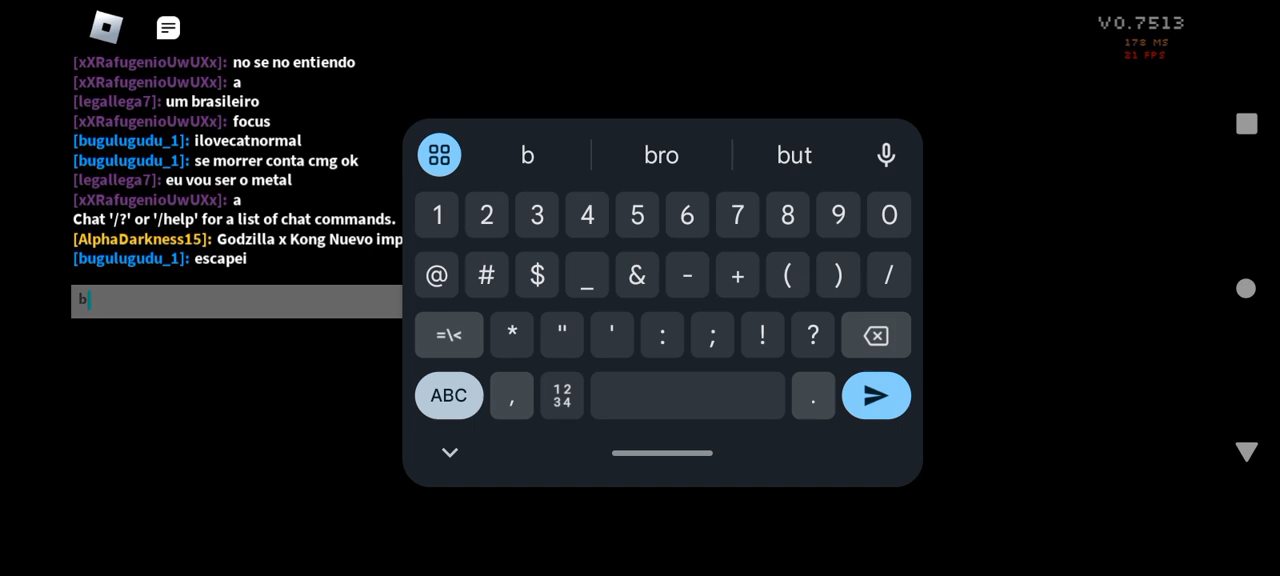 V0.7513
178 MS
21 FPS
[xXRafugenioUwUXx]: no se no entiendo
[xXRafugenioUwUXx]: a
[legallega7]: um brasileiro
[xXRafugenioUwUXx]: focus
[bugulugudu_1]: ilovecatnormal
[bugulugudu_1]: se morrer conta cmg ok
[legallega7]: eu vou ser o metal
[xXRafugenioUwUXx]: a
Chat '/?' or '/help' for a list of chat commands.
[AlphaDarkness15]: Godzilla x Kong Nuevo imp
[bugulugudu_1]: escapei
b
b bro but
1 2 3 4 5 6 7 8 9 0
@ # $ _ & - + ( ) /
=\< * " ' : ; ! ?
ABC , 12 34 .